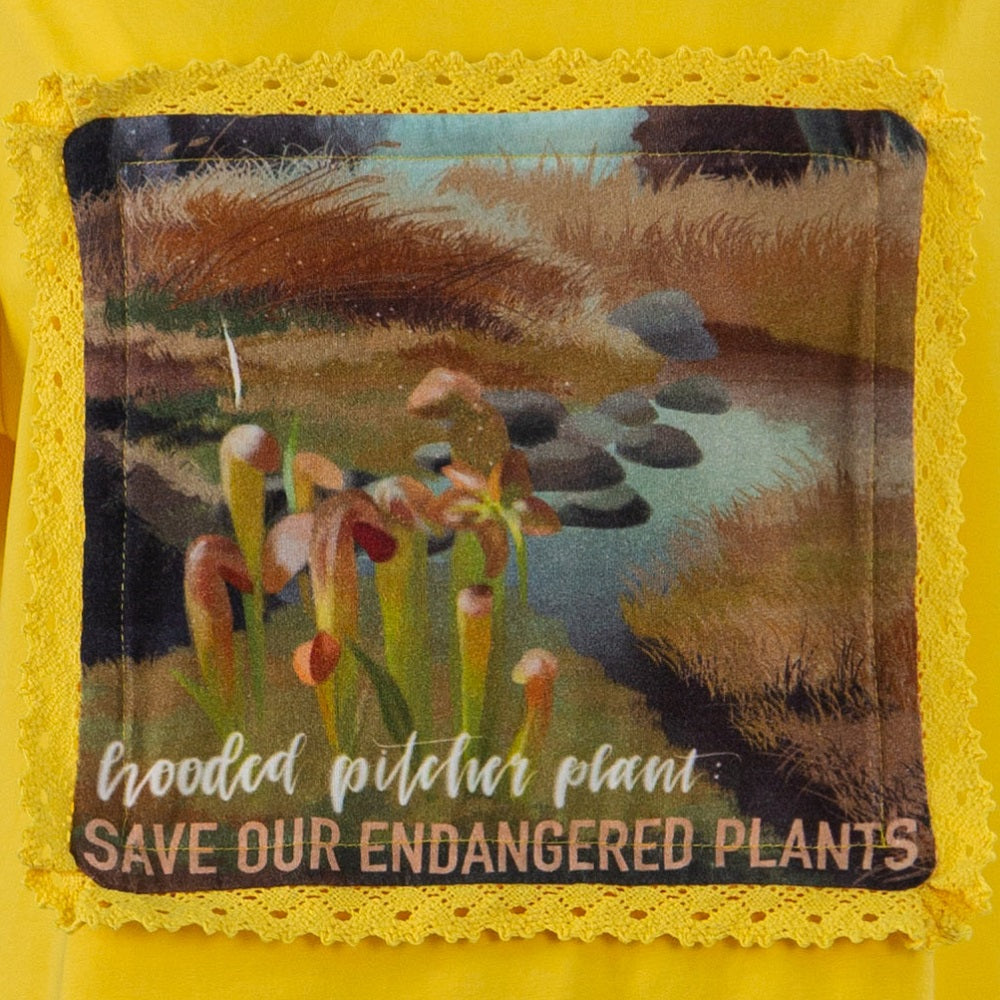 hooded pitcher plant:
SAVE OUR ENDANGERED PLANTS